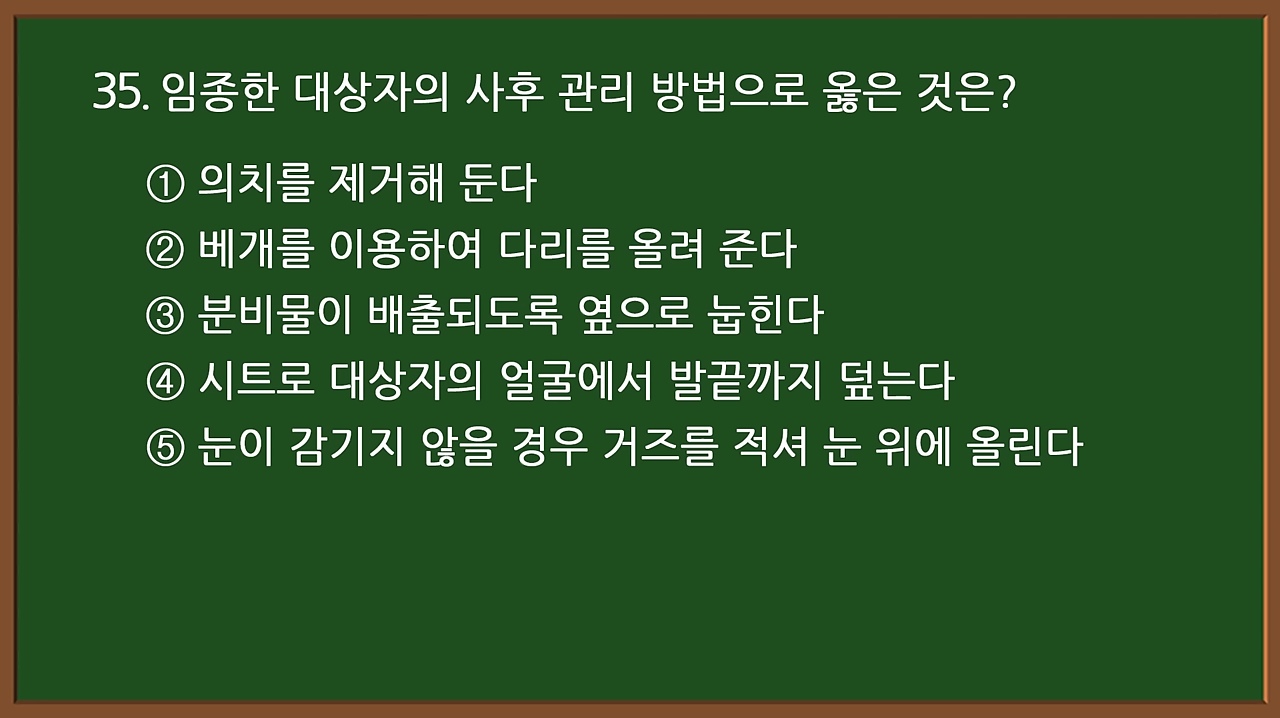 35. 임종한 대상자의 사후 관리 방법으로 옳은 것은?
① 의치를 제거해 둔다
② 베개를 이용하여 다리를 올려 준다
③ 분비물이 배출되도록 옆으로 눕힌다
④ 시트로 대상자의 얼굴에서 발끝까지 덮는다
⑤ 눈이 감기지 않을 경우 거즈를 적셔 눈 위에 올린다